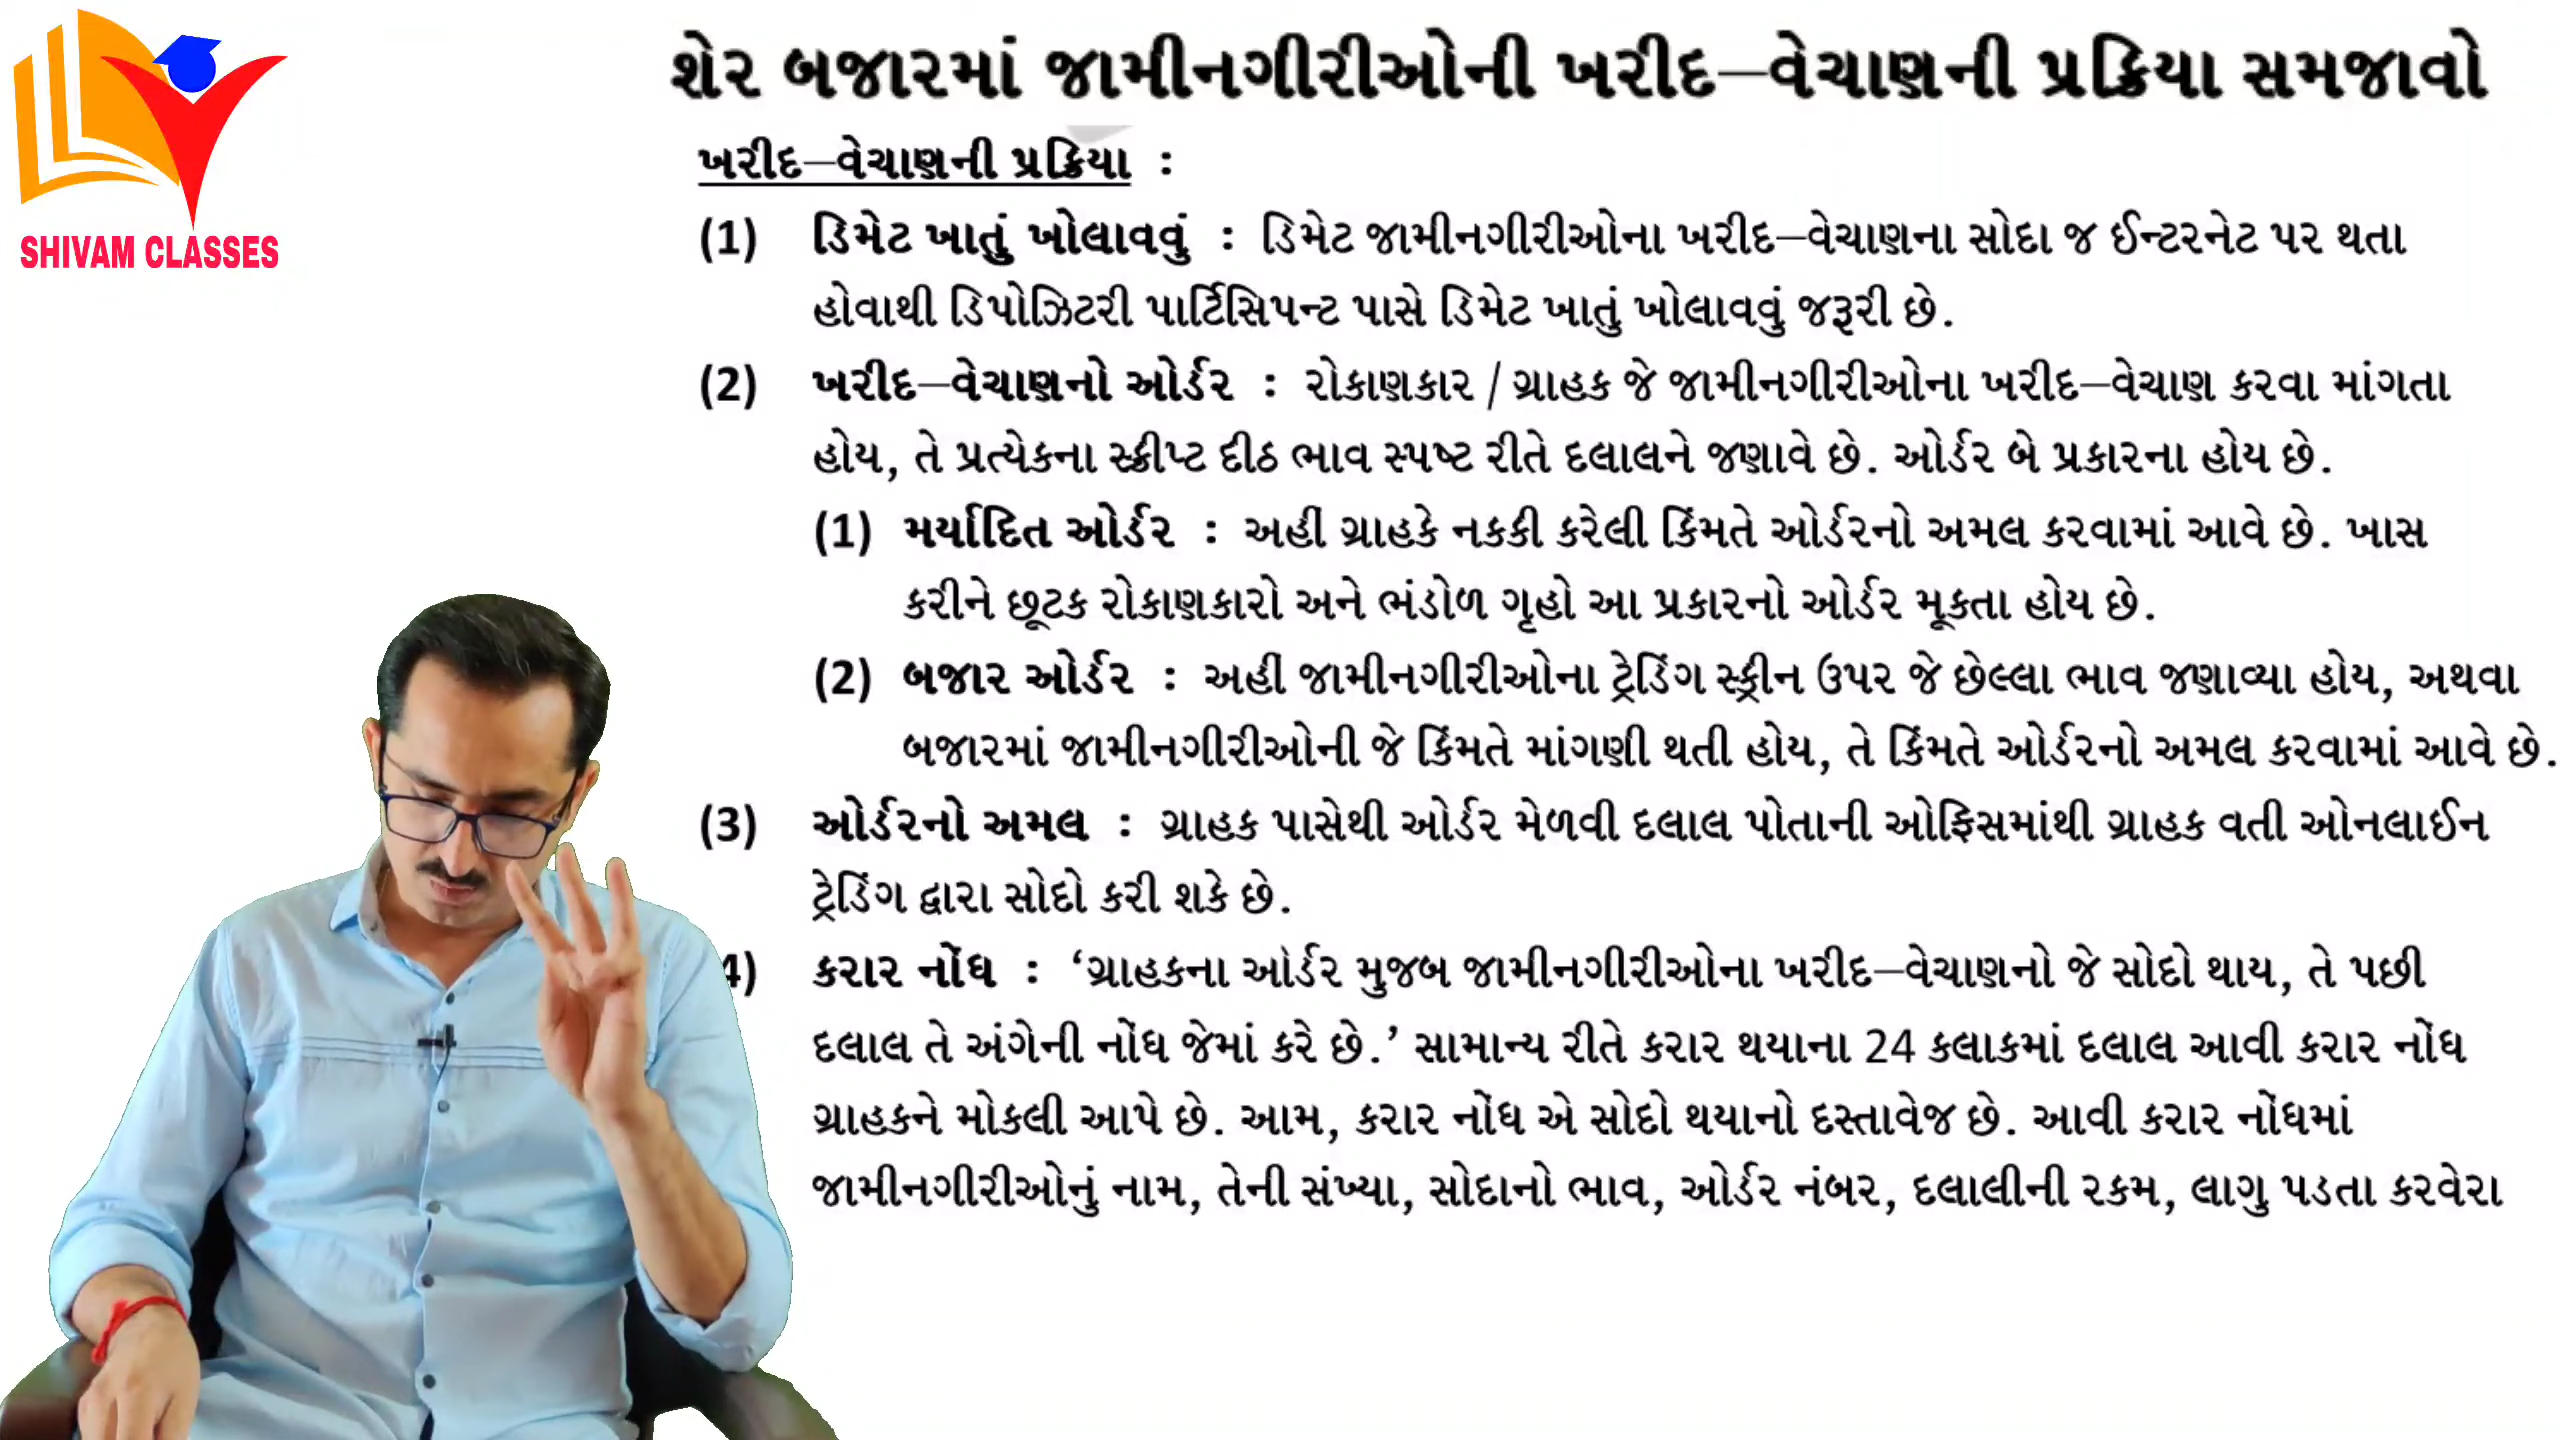 SHIVAM CLASSES
શેર બજારમાં જામીનગીરીઓની ખરીદ–વેચાણની પ્રક્રિયા સમજાવો
ખરીદ–વેચાણની પ્રક્રિયા :
(1) ડિમેટ ખાતું ખોલાવવું : ડિમેટ જામીનગીરીઓના ખરીદ–વેચાણના સોદા જ ઈન્ટરનેટ પર થતા
હોવાથી ડિપોઝિટરી પાર્ટિસિપન્ટ પાસે ડિમેટ ખાતું ખોલાવવું જરૂરી છે.
(2) ખરીદ–વેચાણનો ઓર્ડર : રોકાણકાર / ગ્રાહક જે જામીનગીરીઓના ખરીદ–વેચાણ કરવા માંગતા
હોય, તે પ્રત્યેકના સ્ક્રીપ્ટ દીઠ ભાવ સ્પષ્ટ રીતે દલાલને જણાવે છે. ઓર્ડર બે પ્રકારના હોય છે.
(1) મર્યાદિત ઓર્ડર : અહીં ગ્રાહકે નકકી કરેલી કિંમતે ઓર્ડરનો અમલ કરવામાં આવે છે. ખાસ
કરીને છૂટક રોકાણકારો અને ભંડોળ ગૃહો આ પ્રકારનો ઓર્ડર મૂકતા હોય છે.
(2) બજાર ઓર્ડર : અહીં જામીનગીરીઓના ટ્રેડિંગ સ્ક્રીન ઉપર જે છેલ્લા ભાવ જણાવ્યા હોય, અથવા
બજારમાં જામીનગીરીઓની જે કિંમતે માંગણી થતી હોય, તે કિંમતે ઓર્ડરનો અમલ કરવામાં આવે છે.
(3) ઓર્ડરનો અમલ : ગ્રાહક પાસેથી ઓર્ડર મેળવી દલાલ પોતાની ઓફિસમાંથી ગ્રાહક વતી ઓનલાઈન
ટ્રેડિંગ દ્વારા સોદો કરી શકે છે.
4) કરાર નોંધ : ‘ગ્રાહકના ઓર્ડર મુજબ જામીનગીરીઓના ખરીદ–વેચાણનો જે સોદો થાય, તે પછી
દલાલ તે અંગેની નોંધ જેમાં કરે છે.’ સામાન્ય રીતે કરાર થયાના 24 કલાકમાં દલાલ આવી કરાર નોંધ
ગ્રાહકને મોકલી આપે છે. આમ, કરાર નોંધ એ સોદો થયાનો દસ્તાવેજ છે. આવી કરાર નોંધમાં
જામીનગીરીઓનું નામ, તેની સંખ્યા, સોદાનો ભાવ, ઓર્ડર નંબર, દલાલીની રકમ, લાગુ પડતા કરવેરા